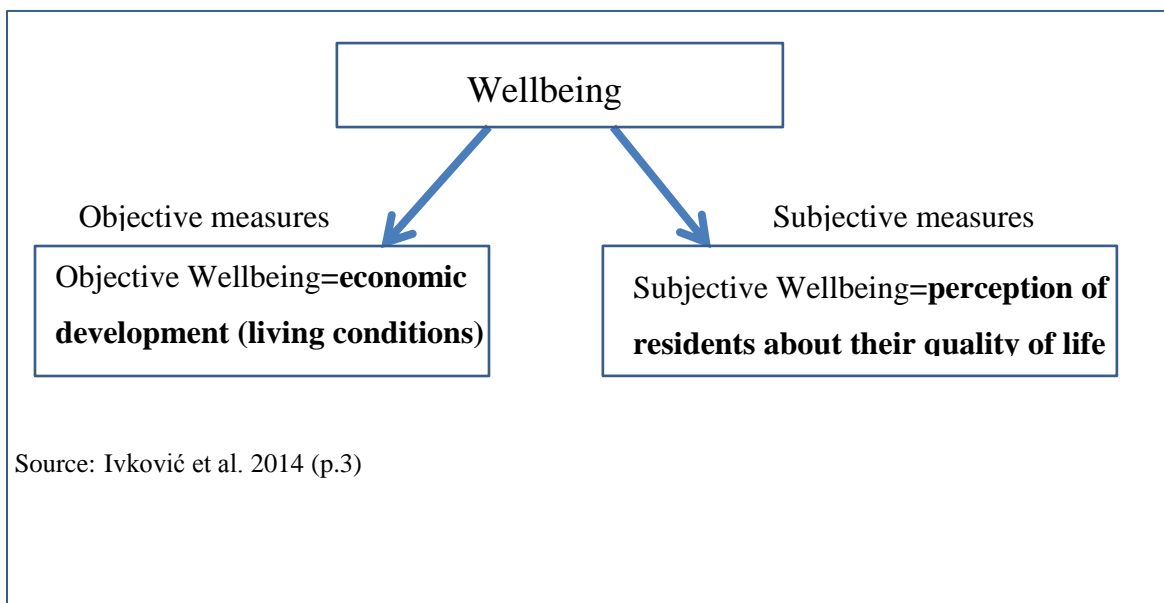 Wellbeing
Objective measures
Subjective measures
Objective Wellbeing=economic
development (living conditions)
Subjective Wellbeing=perception of
residents about their quality of life
Source: Ivković et al. 2014 (p.3)